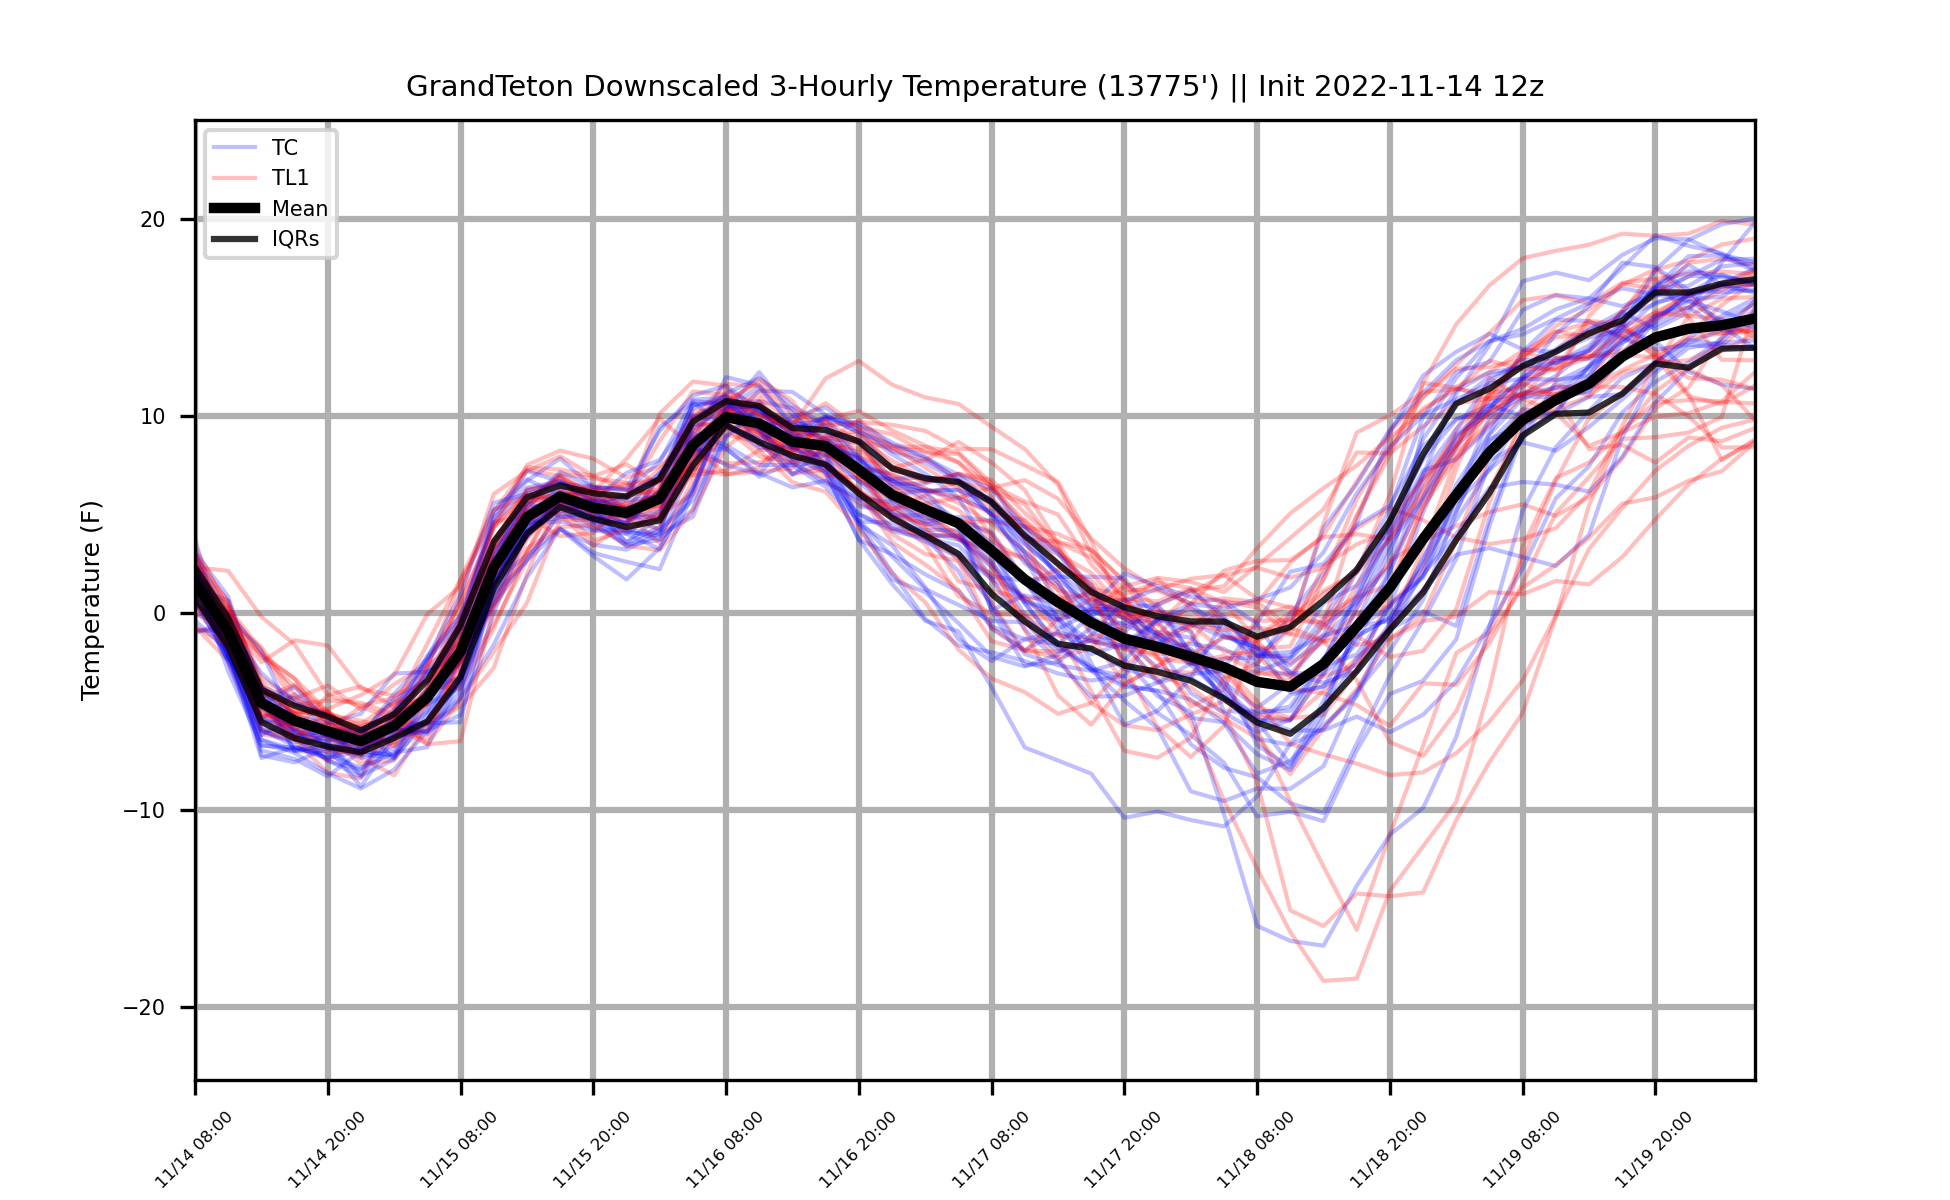 GrandTeton Downscaled 3-Hourly Temperature (13775') || Init 2022-11-14 12z
TC
TL1
Mean
IQRs
Temperature (F)
20
10
0
−10
−20
11/14 08:00
11/14 20:00
11/15 08:00
11/15 20:00
11/16 08:00
11/16 20:00
11/17 08:00
11/17 20:00
11/18 08:00
11/18 20:00
11/19 08:00
11/19 20:00